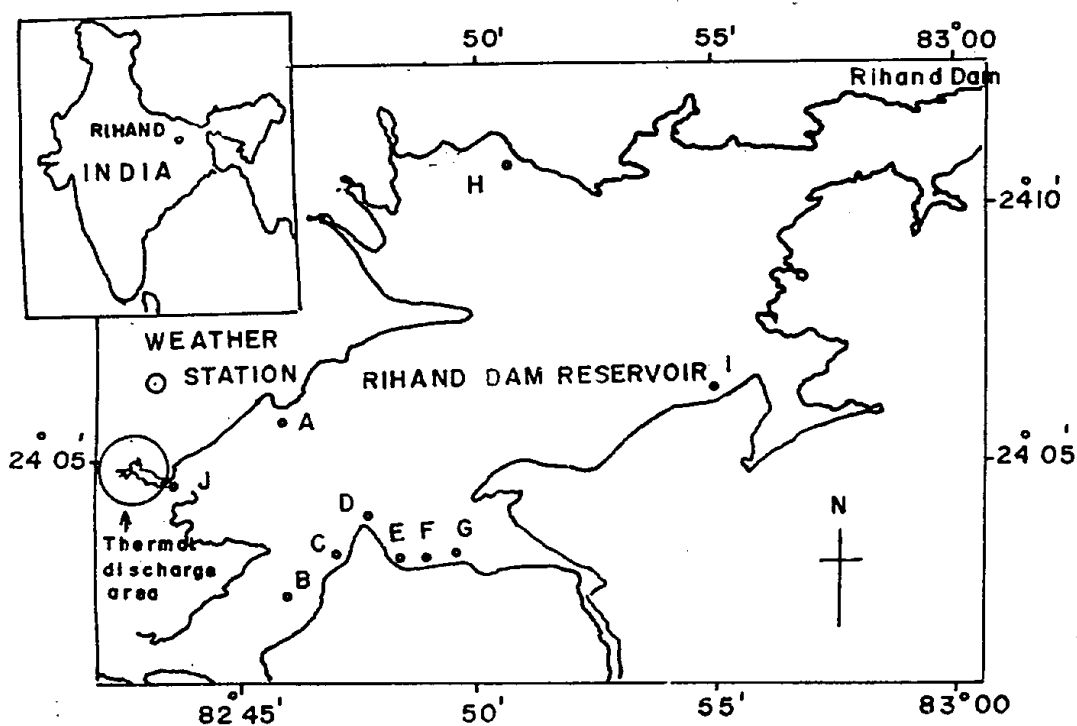 50' 55' 83°00
Rihand Dam
RIHAND
INDIA
H
24°10'
WEATHER
STATION
RIHAND DAM RESERVOIR
I
A
24°05'
24°05'
J
D
E F G
C
N
Thermal
discharge
area
B
82°45' 50' 55' 83°00